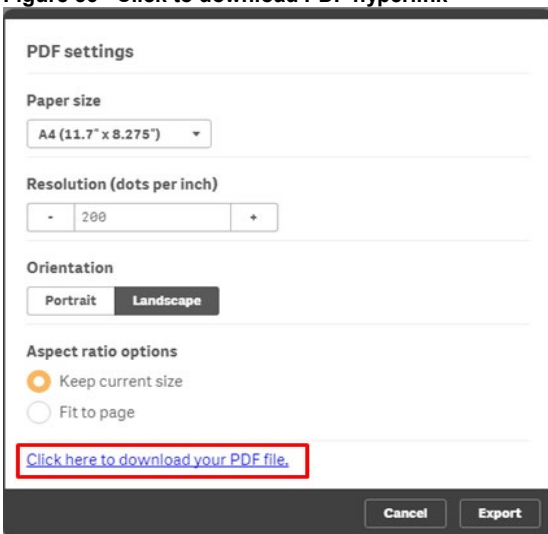 PDF settings
Paper size
A4 (11.7" x 8.275")
Resolution (dots per inch)
- 200 +
Orientation
Portrait Landscape
Aspect ratio options
Keep current size
Fit to page
Click here to download your PDF file.
Cancel Export